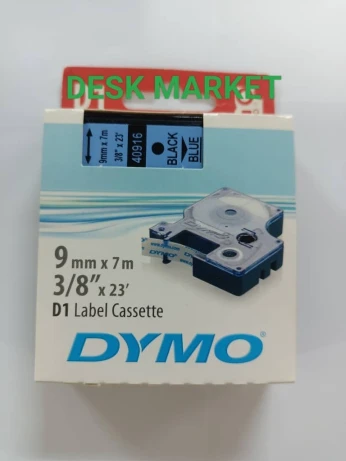 DESK MARKET
9mm x 7m
3/8" x 23'
40916
BLACK
BLUE
9 mm x 7 m
3/8" x 23'
D1 Label Cassette
DYMO